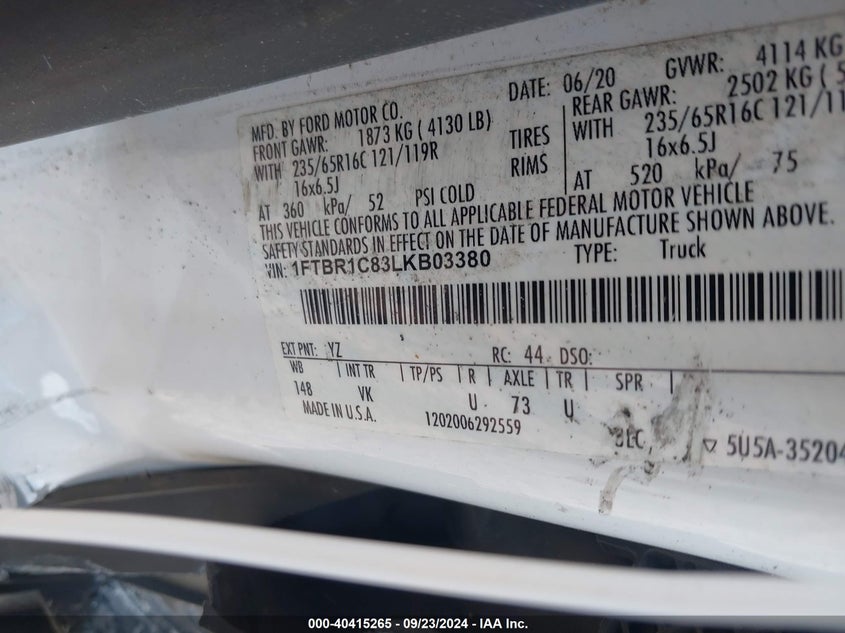 MFD. BY FORD MOTOR CO.
DATE: 06/20
GVWR: 4114 KG
FRONT GAWR: 1873 KG ( 4130 LB)
REAR GAWR: 2502 KG ( 5
WITH 235/65R16C 121/119R
TIRES
WITH 235/65R16C 121/11
16x6.5J
RIMS
16x6.5J
AT 360 kPa/ 52 PSI COLD
AT 520 kPa/ 75
THIS VEHICLE CONFORMS TO ALL APPLICABLE FEDERAL MOTOR VEHICLE
SAFETY STANDARDS IN EFFECT ON THE DATE OF MANUFACTURE SHOWN ABOVE.
VIN: 1FTBR1C83LKB03380
TYPE: Truck
EXT PNT: YZ
RC: 44 DSO:
WB | INT TR | TP/PS | R | AXLE | TR | SPR |
148 VK U 73 U
MADE IN U.S.A.
1202006292559
5U5A-35204
000-40415265 - 09/23/2024 - IAA Inc.